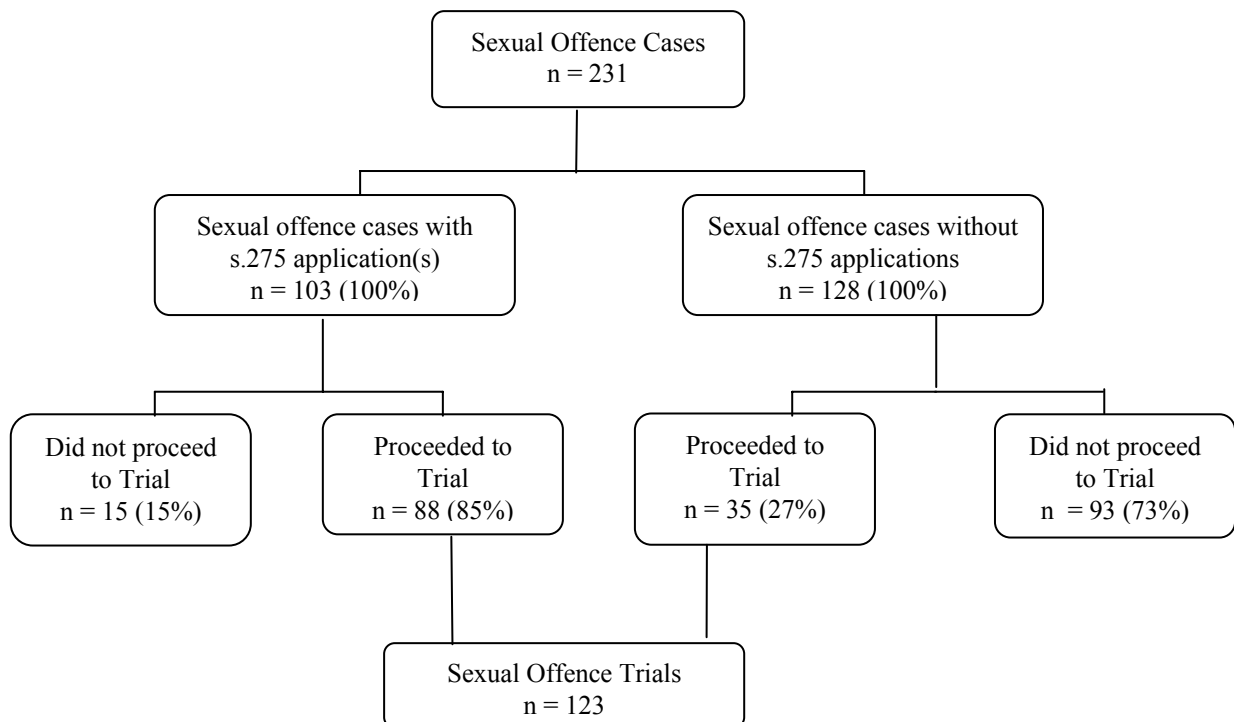 Sexual Offence Cases
n = 231
Sexual offence cases with
s.275 application(s)
n = 103 (100%)
Sexual offence cases without
s.275 applications
n = 128 (100%)
Did not proceed
to Trial
n = 15 (15%)
Proceeded to
Trial
n = 88 (85%)
Proceeded to
Trial
n = 35 (27%)
Did not proceed
to Trial
n = 93 (73%)
Sexual Offence Trials
n = 123